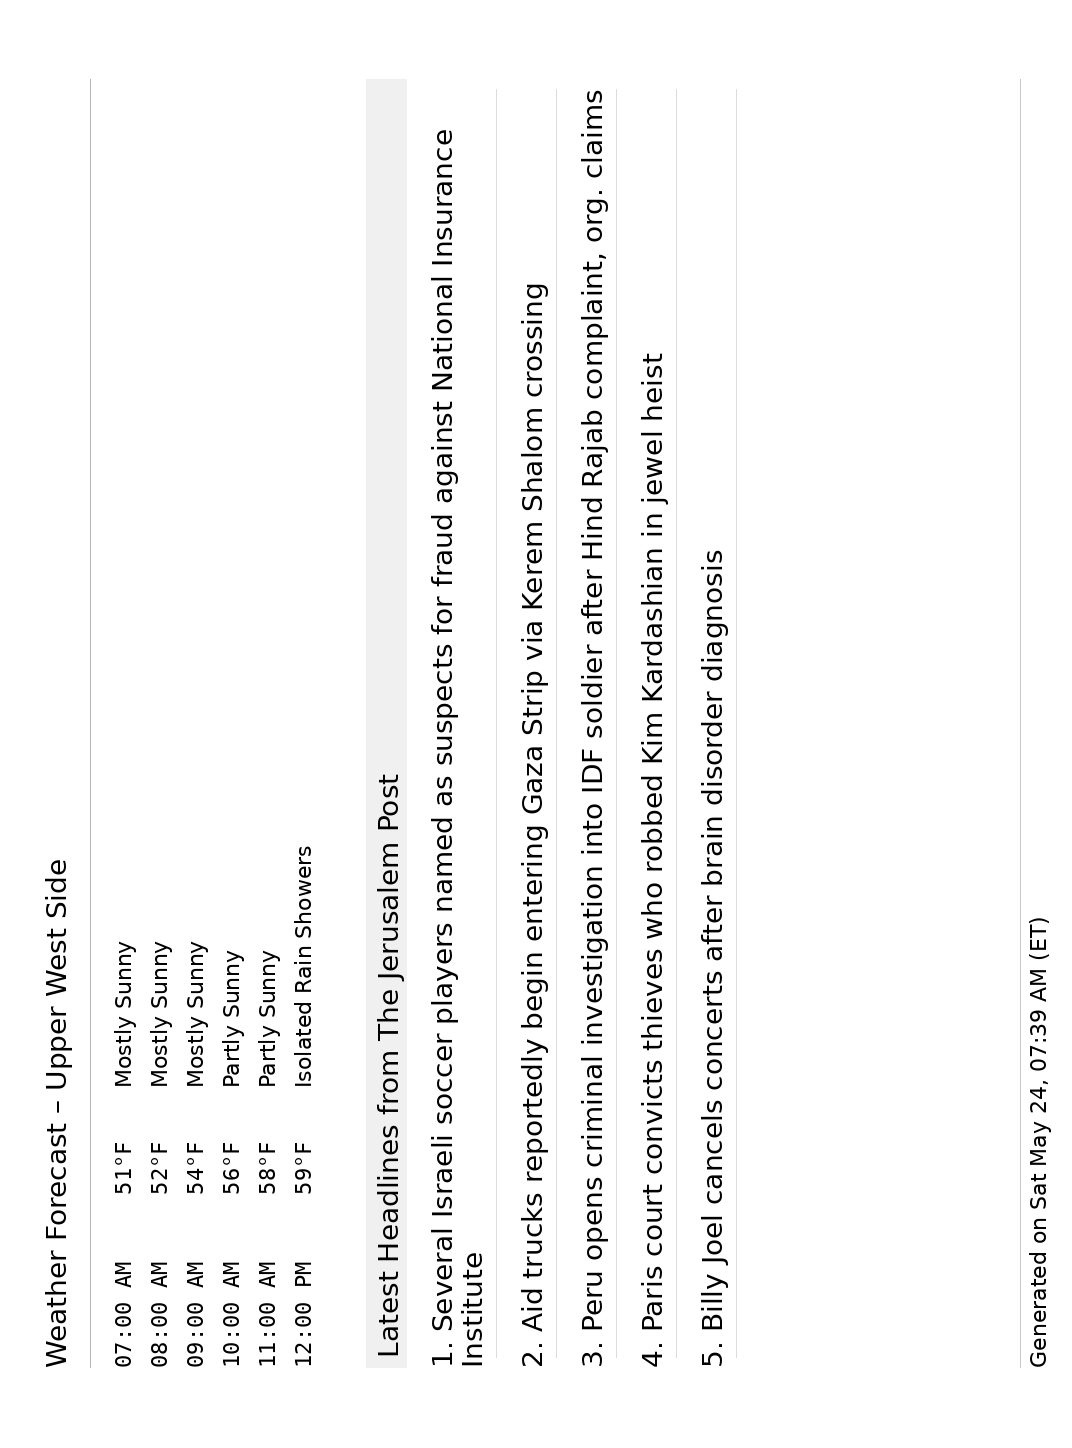 Weather Forecast – Upper West Side
07:00 AM 51°F Mostly Sunny
08:00 AM 52°F Mostly Sunny
09:00 AM 54°F Mostly Sunny
10:00 AM 56°F Partly Sunny
11:00 AM 58°F Partly Sunny
12:00 PM 59°F Isolated Rain Showers
Latest Headlines from The Jerusalem Post
1. Several Israeli soccer players named as suspects for fraud against National Insurance
Institute
2. Aid trucks reportedly begin entering Gaza Strip via Kerem Shalom crossing
3. Peru opens criminal investigation into IDF soldier after Hind Rajab complaint, org. claims
4. Paris court convicts thieves who robbed Kim Kardashian in jewel heist
5. Billy Joel cancels concerts after brain disorder diagnosis
Generated on Sat May 24, 07:39 AM (ET)